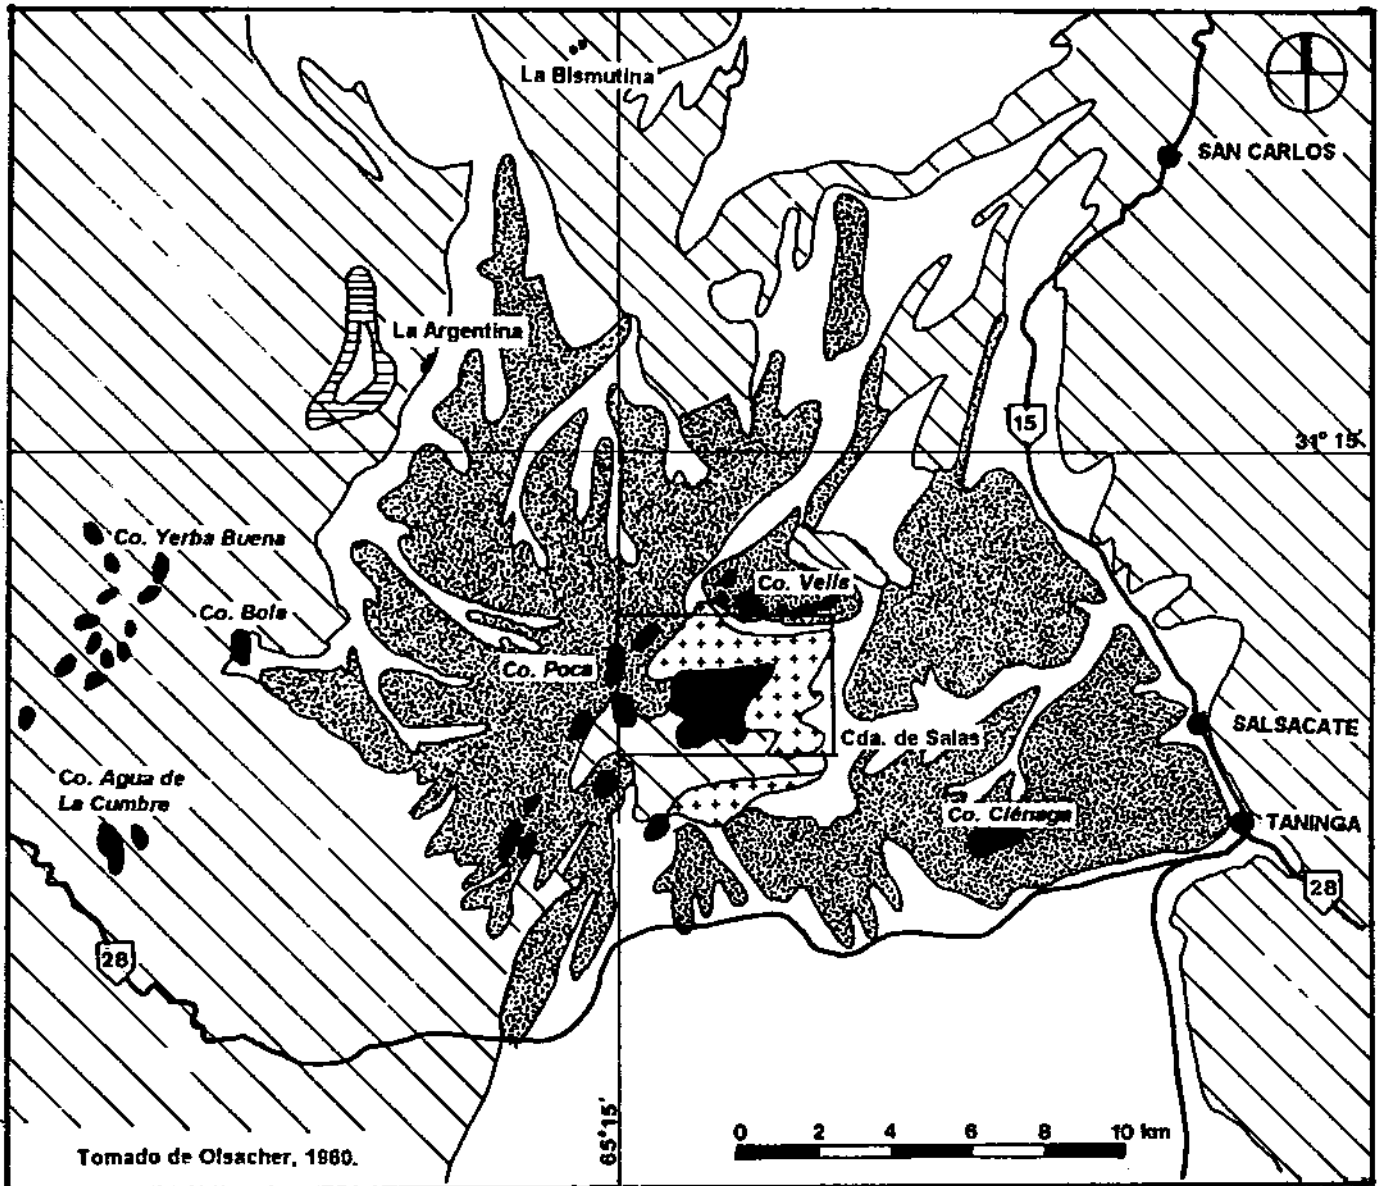 La Bismutina
SAN CARLOS
La Argentina
15
31° 15'
Co. Yerba Buena
Co. Velis
Co. Bola
Co. Poca
Cda. de Salas
SALSACATE
Co. Agua de
La Cumbre
Co. Ciénaga
TANINGA
28
28
65°15'
0 2 4 6 8 10 km
Tomado de Olsacher, 1960.